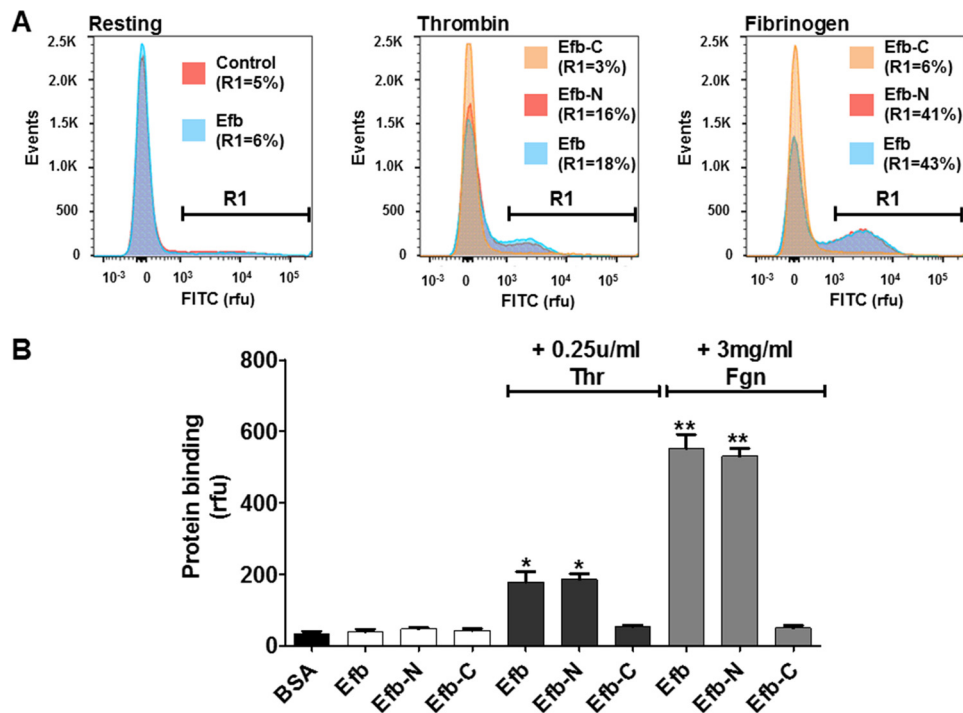 A
Resting
2.5K
2.0K
1.5K
1.0K
500
0
Events
Control
(R1=5%)
Efb
(R1=6%)
R1
10-3 0 103 104 105
FITC (rfu)
Thrombin
2.5K
2.0K
1.5K
1.0K
500
0
Events
Efb-C
(R1=3%)
Efb-N
(R1=16%)
Efb
(R1=18%)
R1
10-3 0 103 104 105
FITC (rfu)
Fibrinogen
2.5K
2.0K
1.5K
1.0K
500
0
Events
Efb-C
(R1=6%)
Efb-N
(R1=41%)
Efb
(R1=43%)
R1
10-3 0 103 104 105
FITC (rfu)
B
+ 0.25u/ml
Thr
+ 3mg/ml
Fgn
800
600
400
200
0
Protein binding
(rfu)
* * ** **
BSA Efb Efb-N Efb-C Efb Efb-N Efb-C Efb Efb-N Efb-C